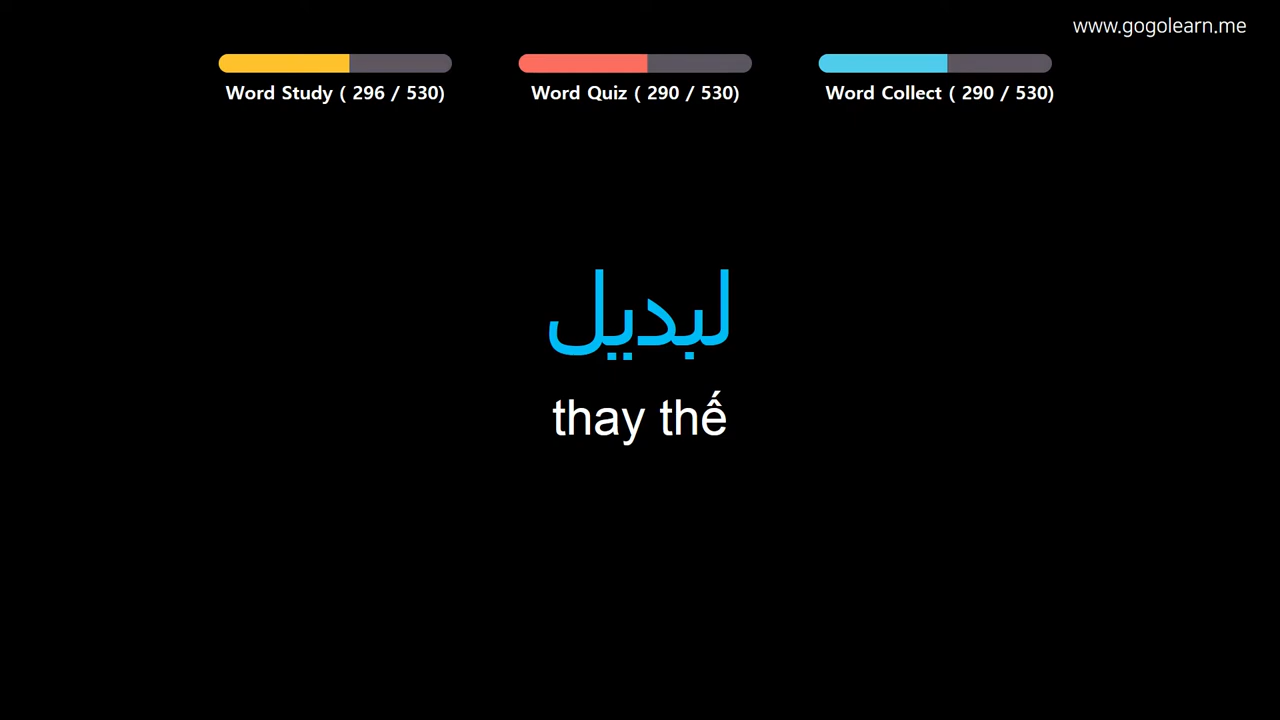 www.gogolearn.me
Word Study ( 296 / 530)
Word Quiz ( 290 / 530)
Word Collect ( 290 / 530)
لبديل
thay thế